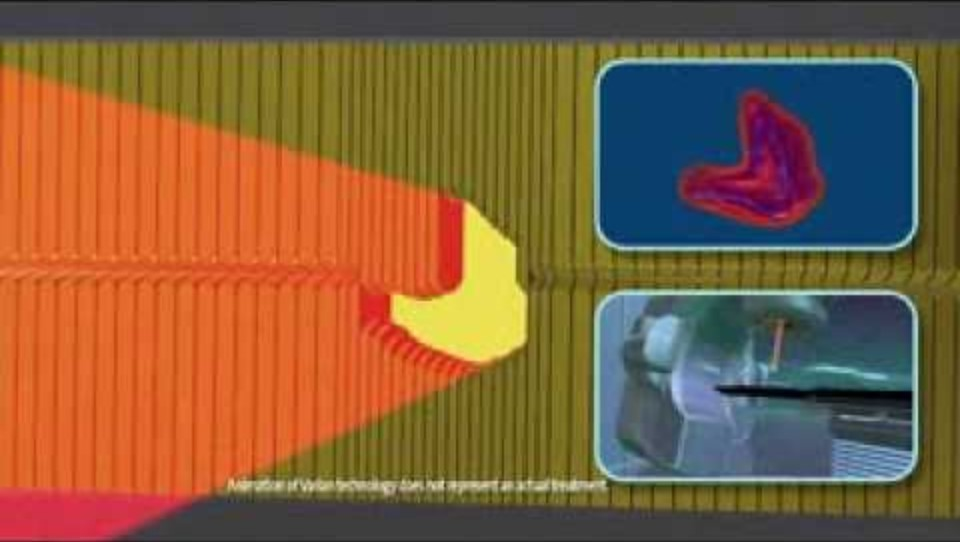 Animation of Varian technology does not represent an actual treatment.